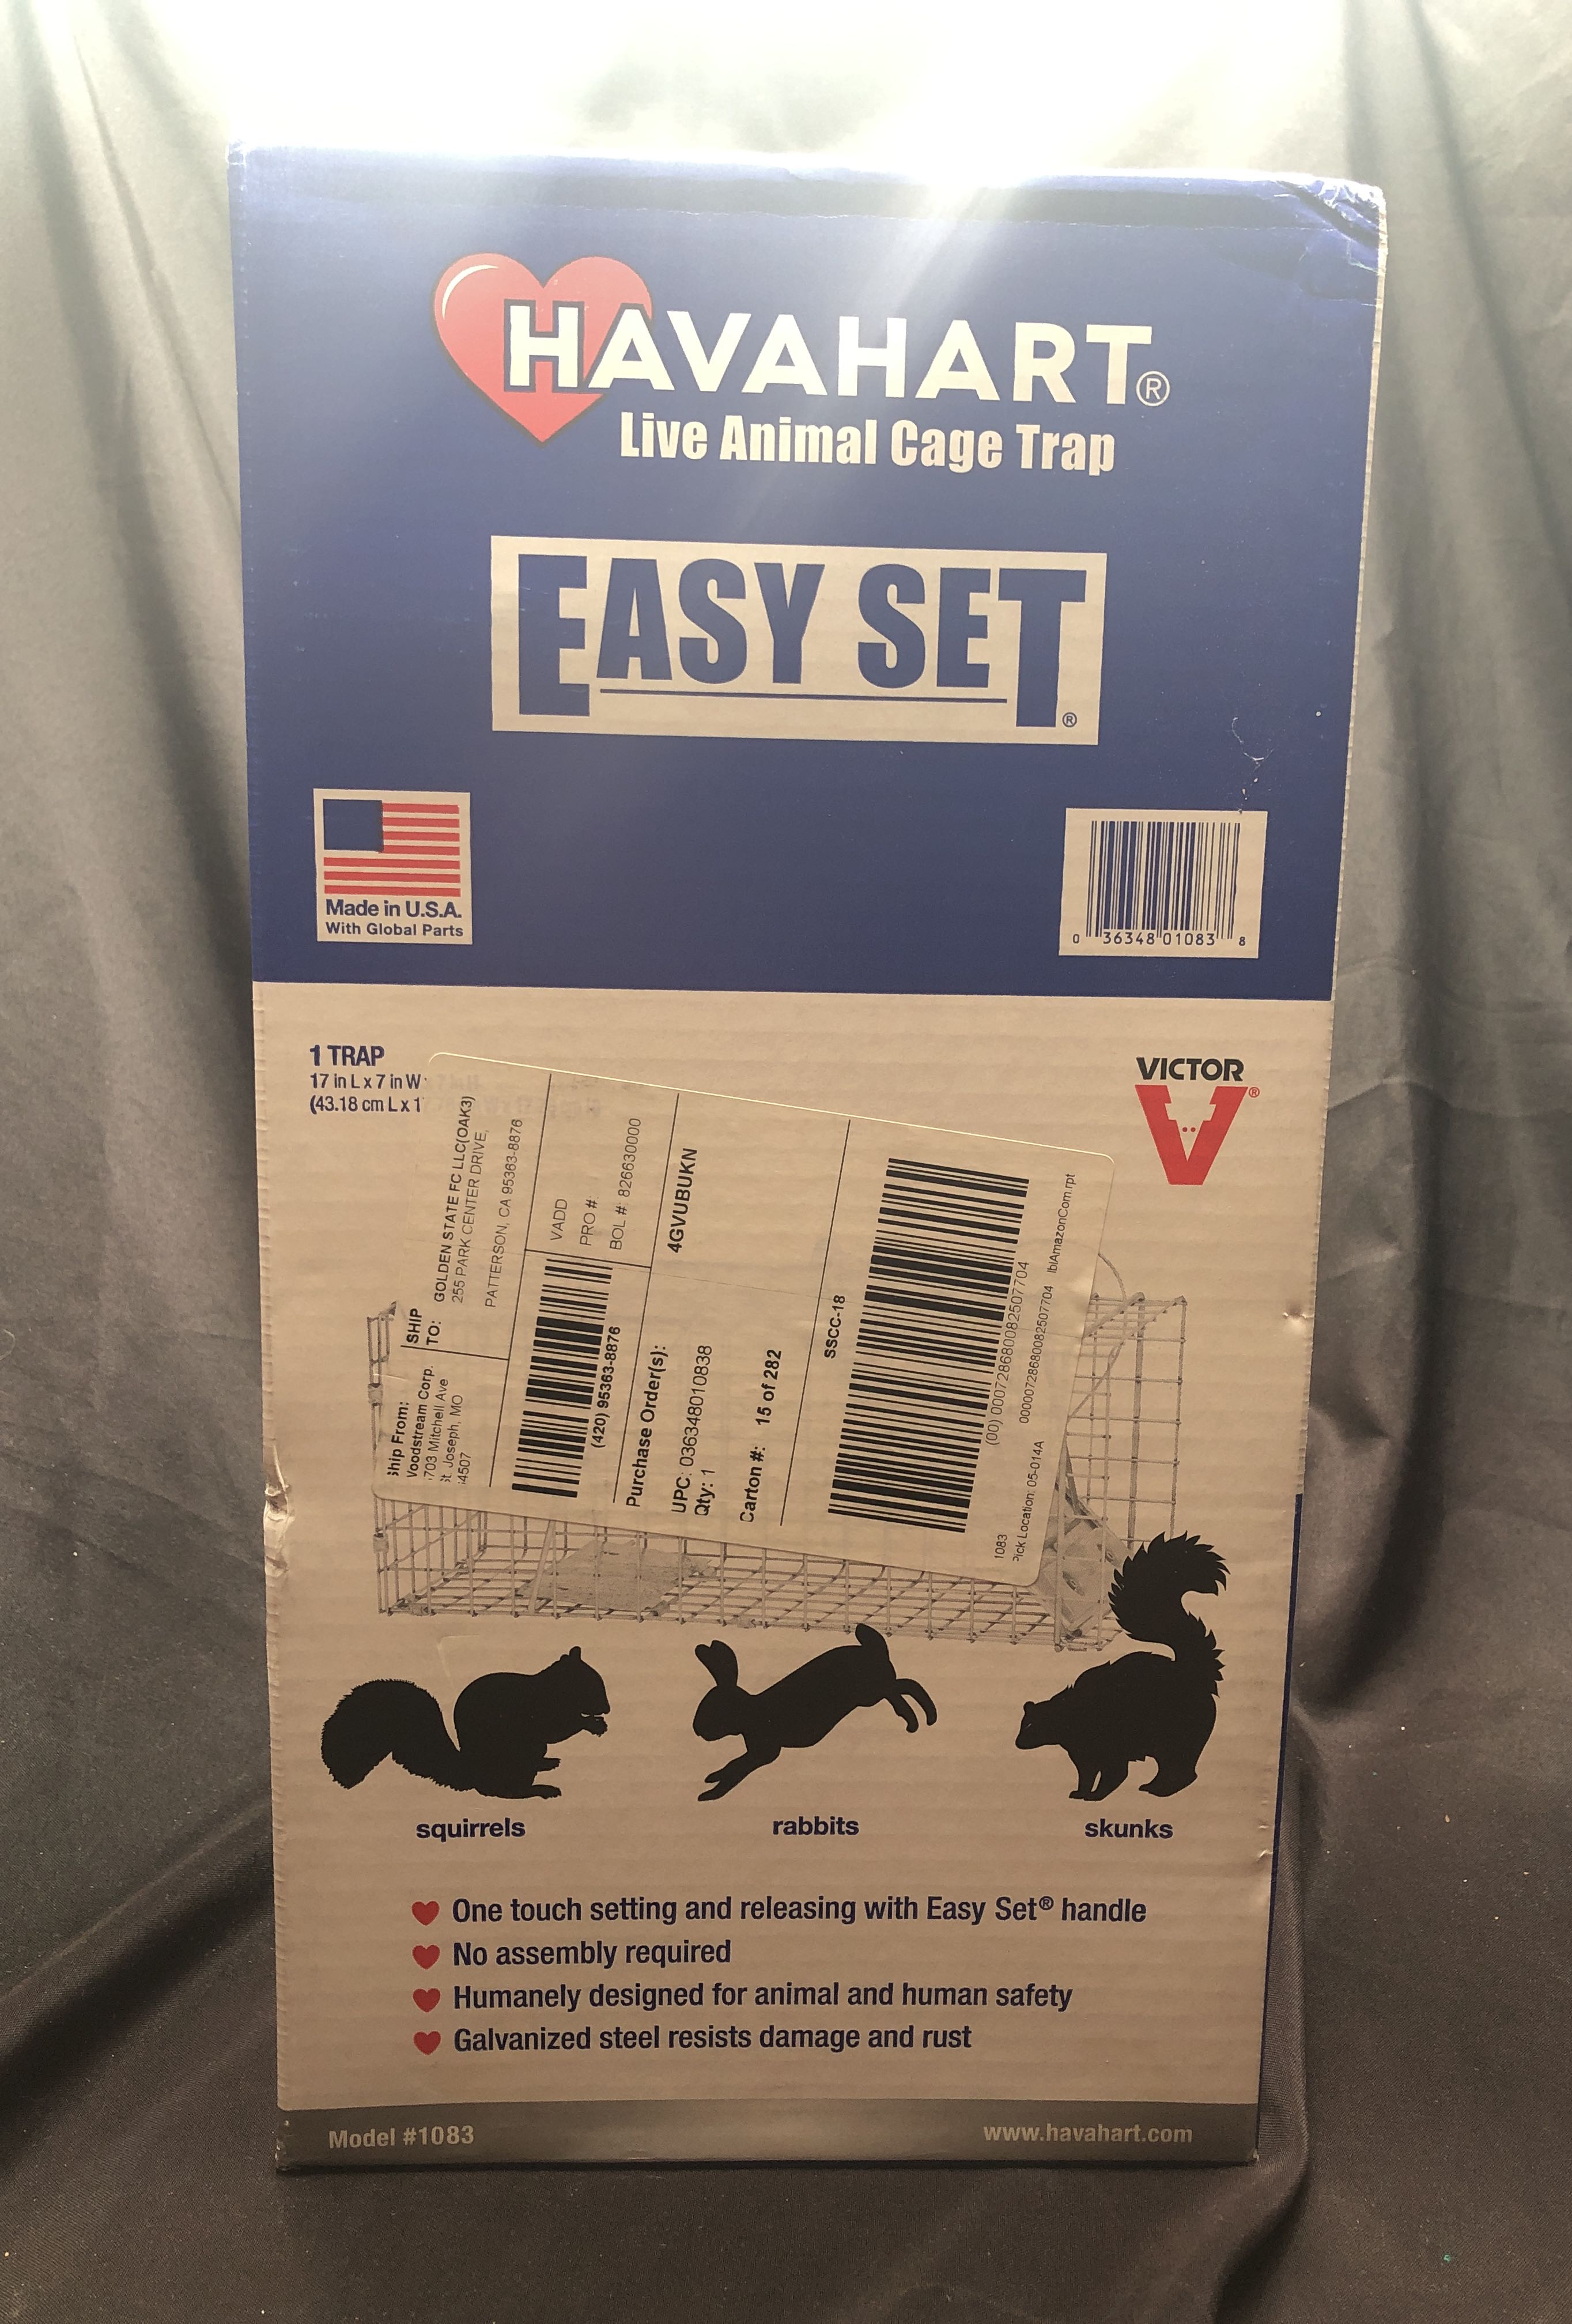 HAVAHART®
Live Animal Cage Trap
EASY SET®
Made in U.S.A.
With Global Parts
0 36348 01083 8
1 TRAP
17 in L x 7 in W
(43.18 cm L x 1
VICTOR
V®
Ship From:
Woodstream Corp.
703 Mitchell Ave
St. Joseph, MO
4507
SHIP
TO:
GOLDEN STATE FC LLC(OAK3)
255 PARK CENTER DRIVE,
PATTERSON, CA 95363-8876
(420) 95363-8876
VADD
PRO #:
BOL #: 826630000
Purchase Order(s):
4GVUBUKN
UPC: 036348010838
Qty: 1
Carton #: 15 of 282
SSCC-18
(00) 000728680082507704
1083
Pick Location: 05-014A
00000728680082507704
lblAmazonCom.rpt
squirrels
rabbits
skunks
One touch setting and releasing with Easy Set® handle
No assembly required
Humanely designed for animal and human safety
Galvanized steel resists damage and rust
Model #1083
www.havahart.com